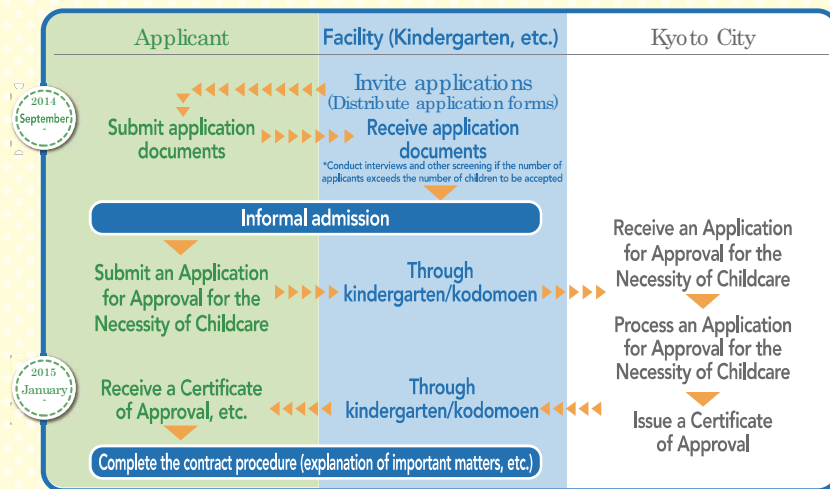 Applicant
Facility (Kindergarten, etc.)
Kyoto City
2014
September
-
Invite applications
(Distribute application forms)
Submit application
documents
Receive application
documents
*Conduct interviews and other screening if the number of
applicants exceeds the number of children to be accepted
Informal admission
Submit an Application
for Approval for the
Necessity of Childcare
Through
kindergarten/kodomoen
Receive an Application
for Approval for the
Necessity of Childcare
Process an Application
for Approval for the
Necessity of Childcare
2015
January
-
Receive a Certificate
of Approval, etc.
Through
kindergarten/kodomoen
Issue a Certificate
of Approval
Complete the contract procedure (explanation of important matters, etc.)